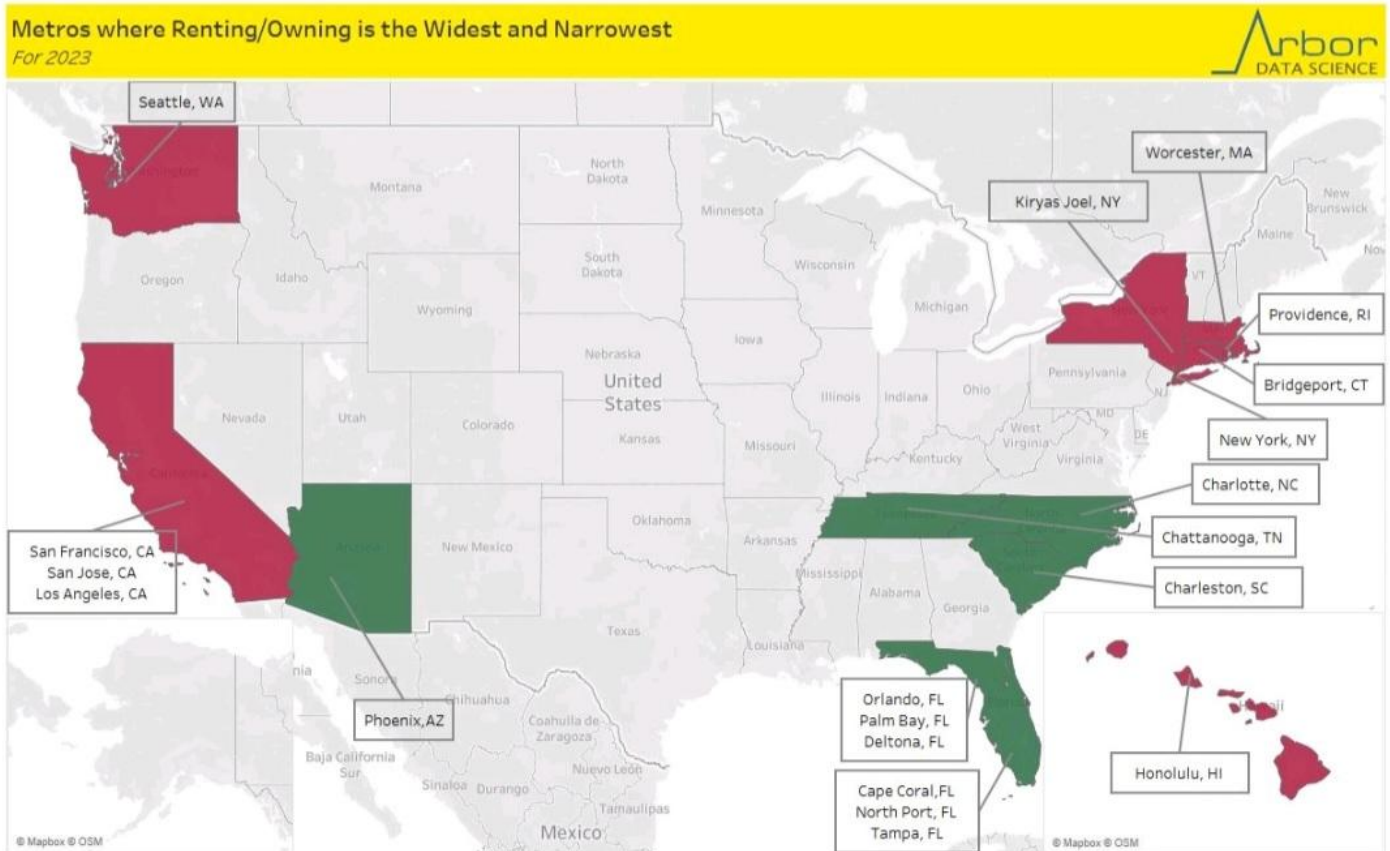 Metros where Renting/Owning is the Widest and Narrowest
For 2023
Arbor
DATA SCIENCE
Seattle, WA
Worcester, MA
Kiryas Joel, NY
Providence, RI
Bridgeport, CT
New York, NY
Charlotte, NC
Chattanooga, TN
Charleston, SC
San Francisco, CA
San Jose, CA
Los Angeles, CA
Phoenix,AZ
Orlando, FL
Palm Bay, FL
Deltona, FL
Cape Coral,FL
North Port, FL
Tampa, FL
Honolulu, HI
Montana
North
Dakota
Minnesota
South
Dakota
Wisconsin
Michigan
Oregon
Idaho
Wyoming
Iowa
Nebraska
United
States
Nevada
Utah
Colorado
Kansas
Missouri
Illinois
Indiana
Ohio
Pennsylvania
NJ
MD
DE
West
Virginia
Virginia
Kentucky
VT
Maine
New
Brunswick
California
Arizona
New Mexico
Oklahoma
Arkansas
Mississippi
Alabama
Georgia
Louisiana
Texas
Sonora
Chihuahua
Coahuila de
Zaragoza
Baja California
Sur
Sinaloa
Durango
Nuevo León
Tamaulipas
Mexico
© Mapbox © OSM
© Mapbox © OSM